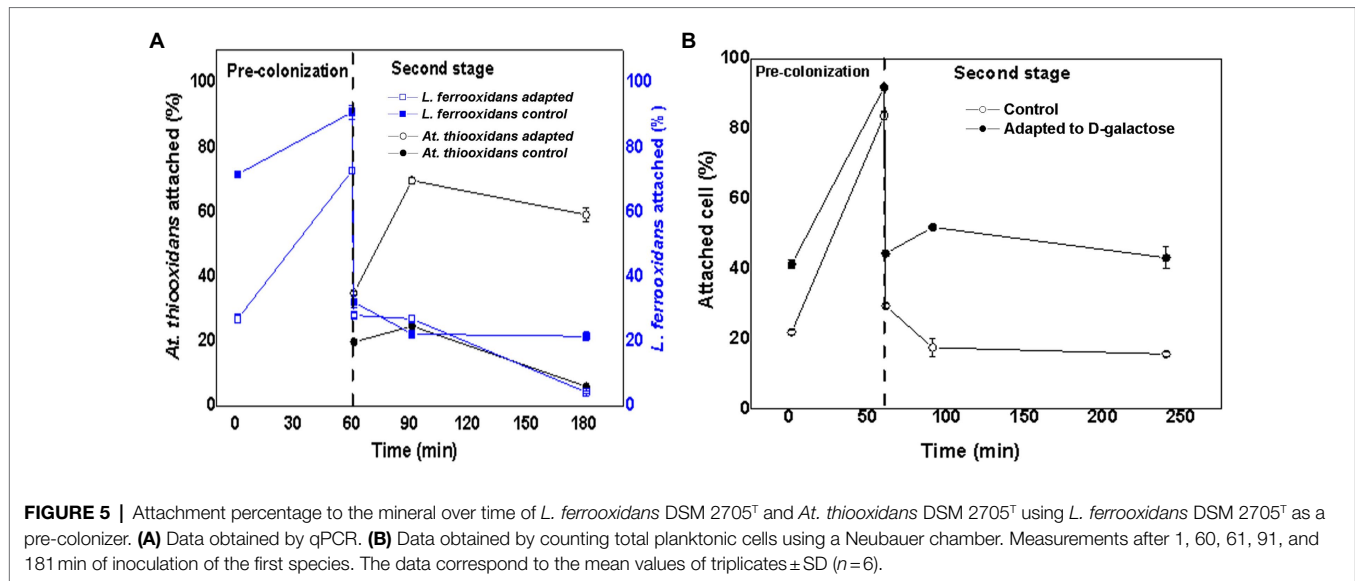 A
Pre-colonization
Second stage
L. ferrooxidans adapted
L. ferrooxidans control
At. thiooxidans adapted
At. thiooxidans control
At. thiooxidans attached (%)
100
80
60
40
20
0
L. ferrooxidans attached (%)
100
80
60
40
20
0
0 30 60 90 120 150 180
Time (min)
B
Pre-colonization
Second stage
Control
Adapted to D-galactose
Attached cell (%)
100
80
60
40
20
0
0 50 100 150 200 250
Time (min)
FIGURE 5 | Attachment percentage to the mineral over time of L. ferrooxidans DSM 2705ᵀ and At. thiooxidans DSM 2705ᵀ using L. ferrooxidans DSM 2705ᵀ as a
pre-colonizer. (A) Data obtained by qPCR. (B) Data obtained by counting total planktonic cells using a Neubauer chamber. Measurements after 1, 60, 61, 91, and
181 min of inoculation of the first species. The data correspond to the mean values of triplicates ± SD (n = 6).